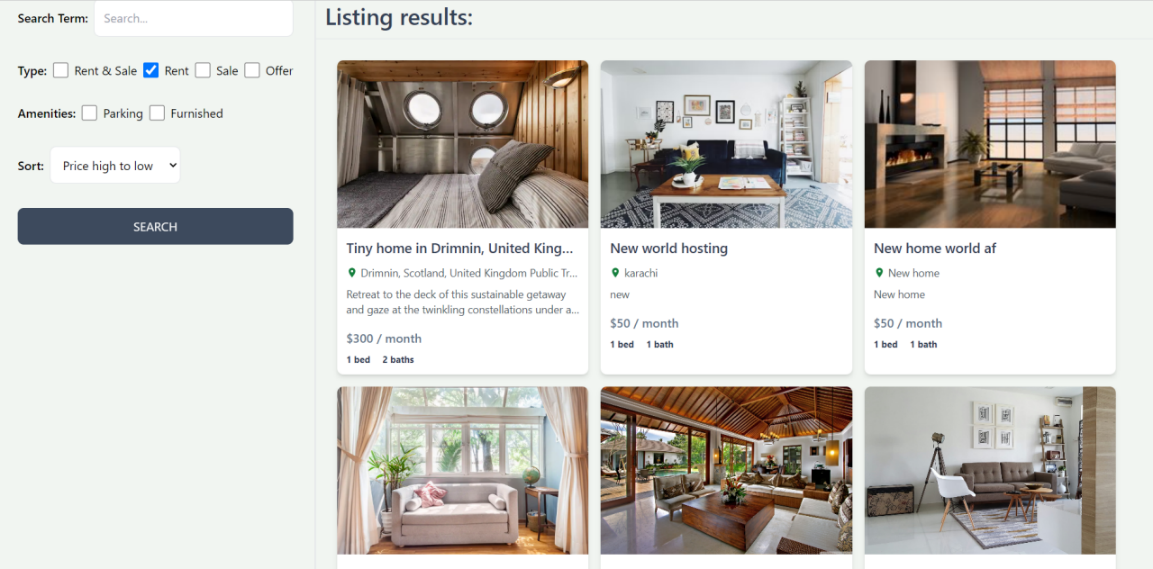 Search Term: Search...
Type: Rent & Sale Rent Sale Offer
Amenities: Parking Furnished
Sort: Price high to low
SEARCH
Listing results:
Tiny home in Drimnin, United King...
Drimnin, Scotland, United Kingdom Public Tr...
Retreat to the deck of this sustainable getaway
and gaze at the twinkling constellations under a...
$300 / month
1 bed 2 baths
New world hosting
karachi
new
$50 / month
1 bed 1 bath
New home world af
New home
New home
$50 / month
1 bed 1 bath